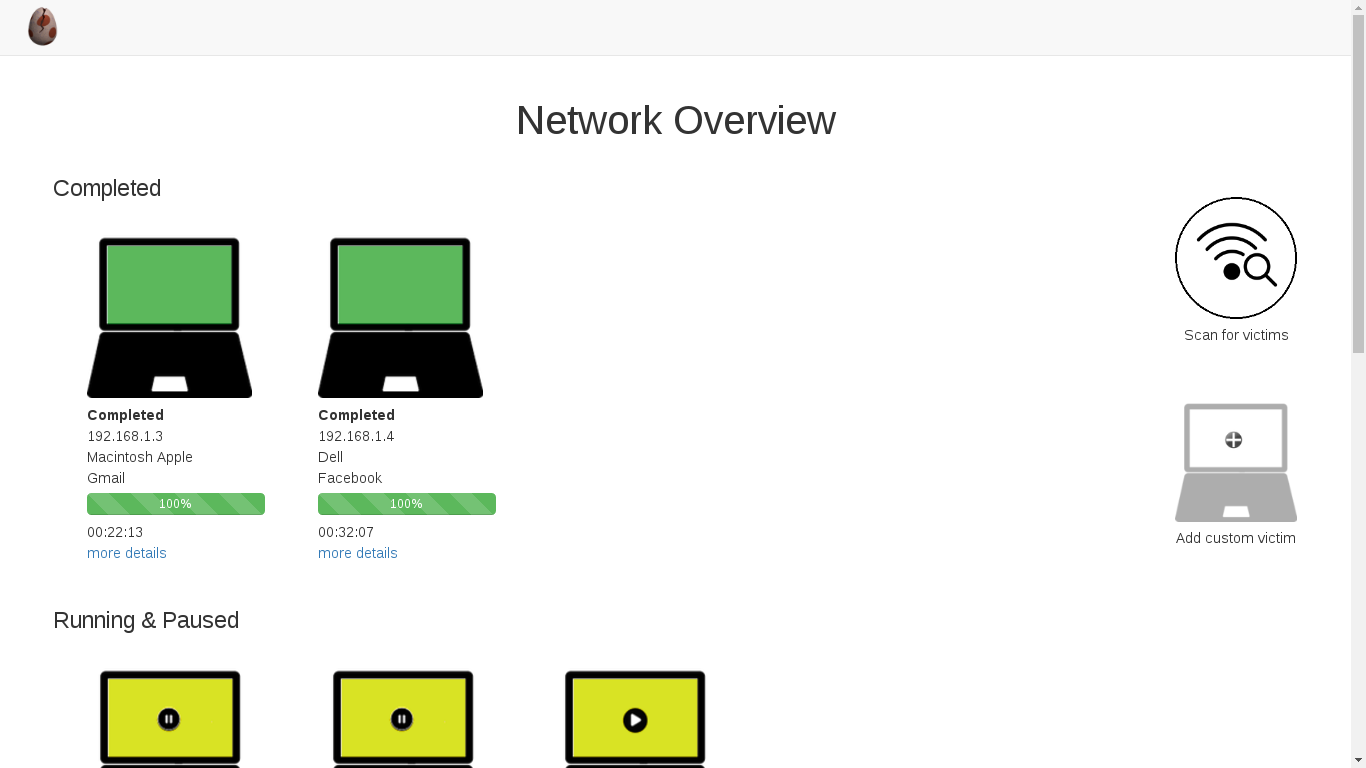 Network Overview
Completed
Completed
192.168.1.3
Macintosh Apple
Gmail
100%
00:22:13
more details
Completed
192.168.1.4
Dell
Facebook
100%
00:32:07
more details
Scan for victims
Add custom victim
Running & Paused